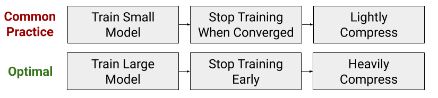 Common
Practice
Train Small
Model
Stop Training
When Converged
Lightly
Compress
Optimal
Train Large
Model
Stop Training
Early
Heavily
Compress